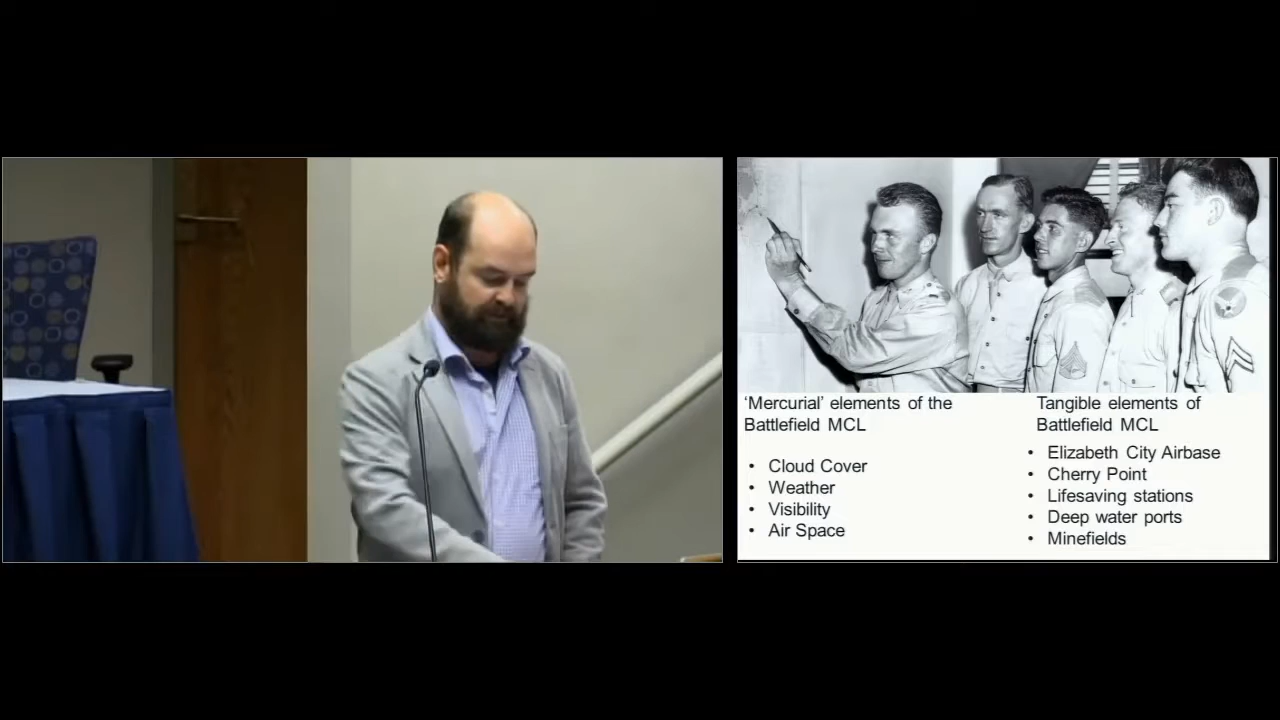 ‘Mercurial’ elements of the
Battlefield MCL
• Cloud Cover
• Weather
• Visibility
• Air Space
Tangible elements of
Battlefield MCL
• Elizabeth City Airbase
• Cherry Point
• Lifesaving stations
• Deep water ports
• Minefields